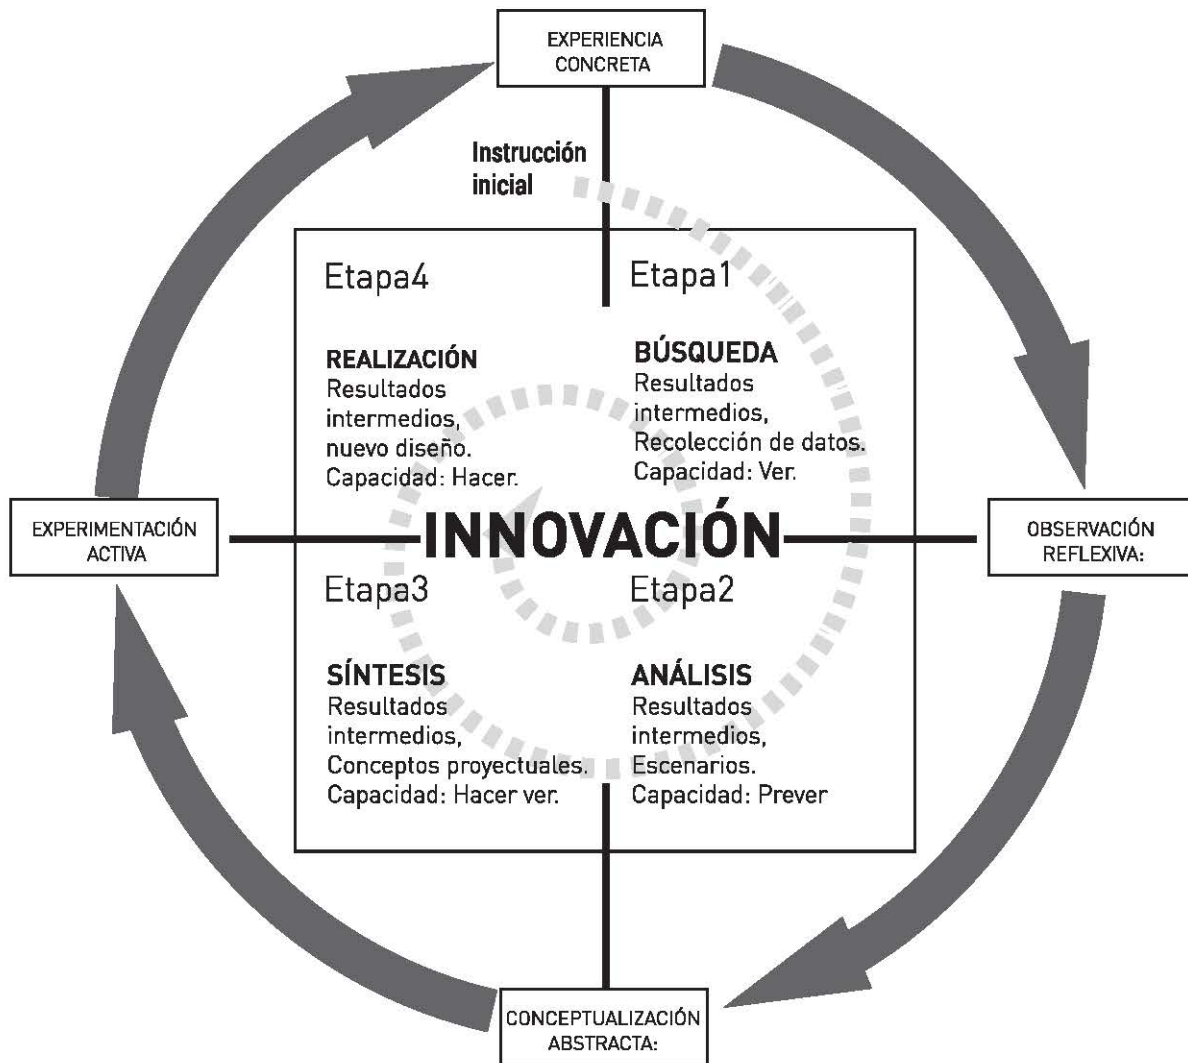 EXPERIENCIA
CONCRETA
Instrucción
inicial
Etapa4
REALIZACIÓN
Resultados
intermedios,
nuevo diseño.
Capacidad: Hacer.
Etapa1
BÚSQUEDA
Resultados
intermedios,
Recolección de datos.
Capacidad: Ver.
EXPERIMENTACIÓN
ACTIVA
INNOVACIÓN
OBSERVACIÓN
REFLEXIVA:
Etapa3
SÍNTESIS
Resultados
intermedios,
Conceptos proyectuales.
Capacidad: Hacer ver.
Etapa2
ANÁLISIS
Resultados
intermedios,
Escenarios.
Capacidad: Prever
CONCEPTUALIZACIÓN
ABSTRACTA: